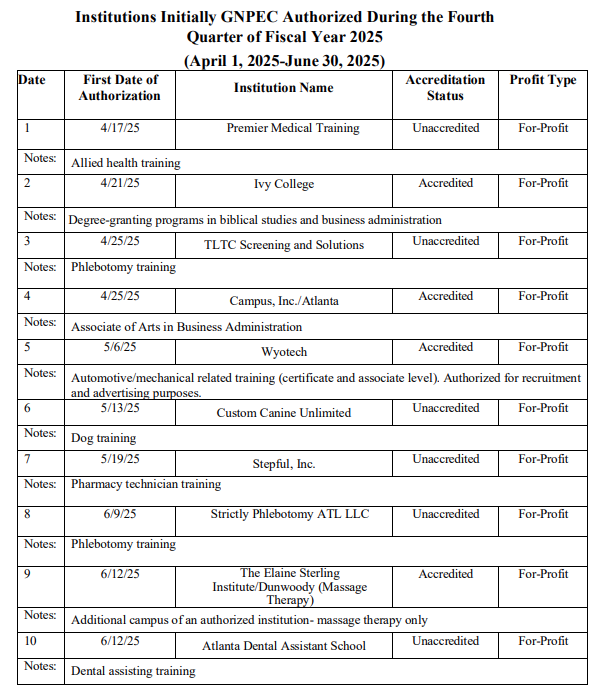 Institutions Initially GNPEC Authorized During the Fourth
Quarter of Fiscal Year 2025
(April 1, 2025-June 30, 2025)
Date First Date of Authorization Institution Name Accreditation Status Profit Type
1 4/17/25 Premier Medical Training Unaccredited For-Profit
Notes: Allied health training
2 4/21/25 Ivy College Accredited For-Profit
Notes: Degree-granting programs in biblical studies and business administration
3 4/25/25 TLTC Screening and Solutions Unaccredited For-Profit
Notes: Phlebotomy training
4 4/25/25 Campus, Inc./Atlanta Accredited For-Profit
Notes: Associate of Arts in Business Administration
5 5/6/25 Wyotech Accredited For-Profit
Notes: Automotive/mechanical related training (certificate and associate level). Authorized for recruitment
and advertising purposes.
6 5/13/25 Custom Canine Unlimited Unaccredited For-Profit
Notes: Dog training
7 5/19/25 Stepful, Inc. Unaccredited For-Profit
Notes: Pharmacy technician training
8 6/9/25 Strictly Phlebotomy ATL LLC Unaccredited For-Profit
Notes: Phlebotomy training
9 6/12/25 The Elaine Sterling Institute/Dunwoody (Massage Therapy) Accredited For-Profit
Notes: Additional campus of an authorized institution- massage therapy only
10 6/12/25 Atlanta Dental Assistant School Unaccredited For-Profit
Notes: Dental assisting training